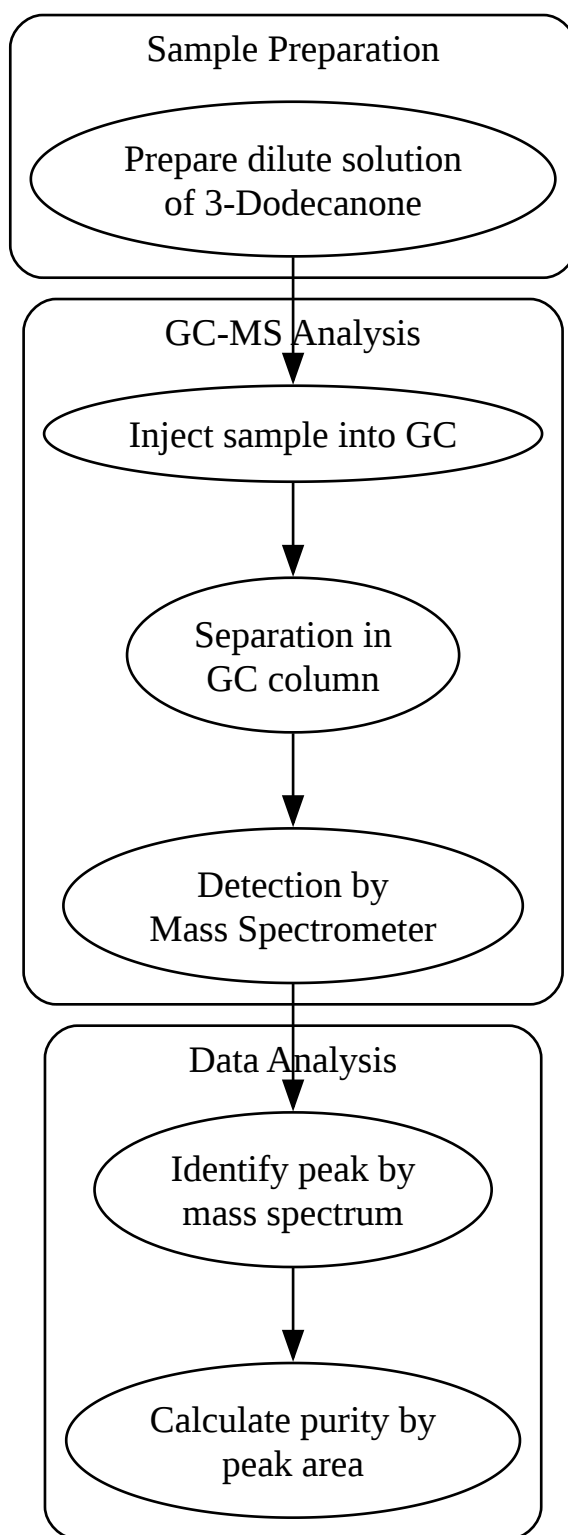 Sample Preparation
Prepare dilute solution
of 3-Dodecanone
GC-MS Analysis
Inject sample into GC
Separation in
GC column
Detection by
Mass Spectrometer
Data Analysis
Identify peak by
mass spectrum
Calculate purity by
peak area